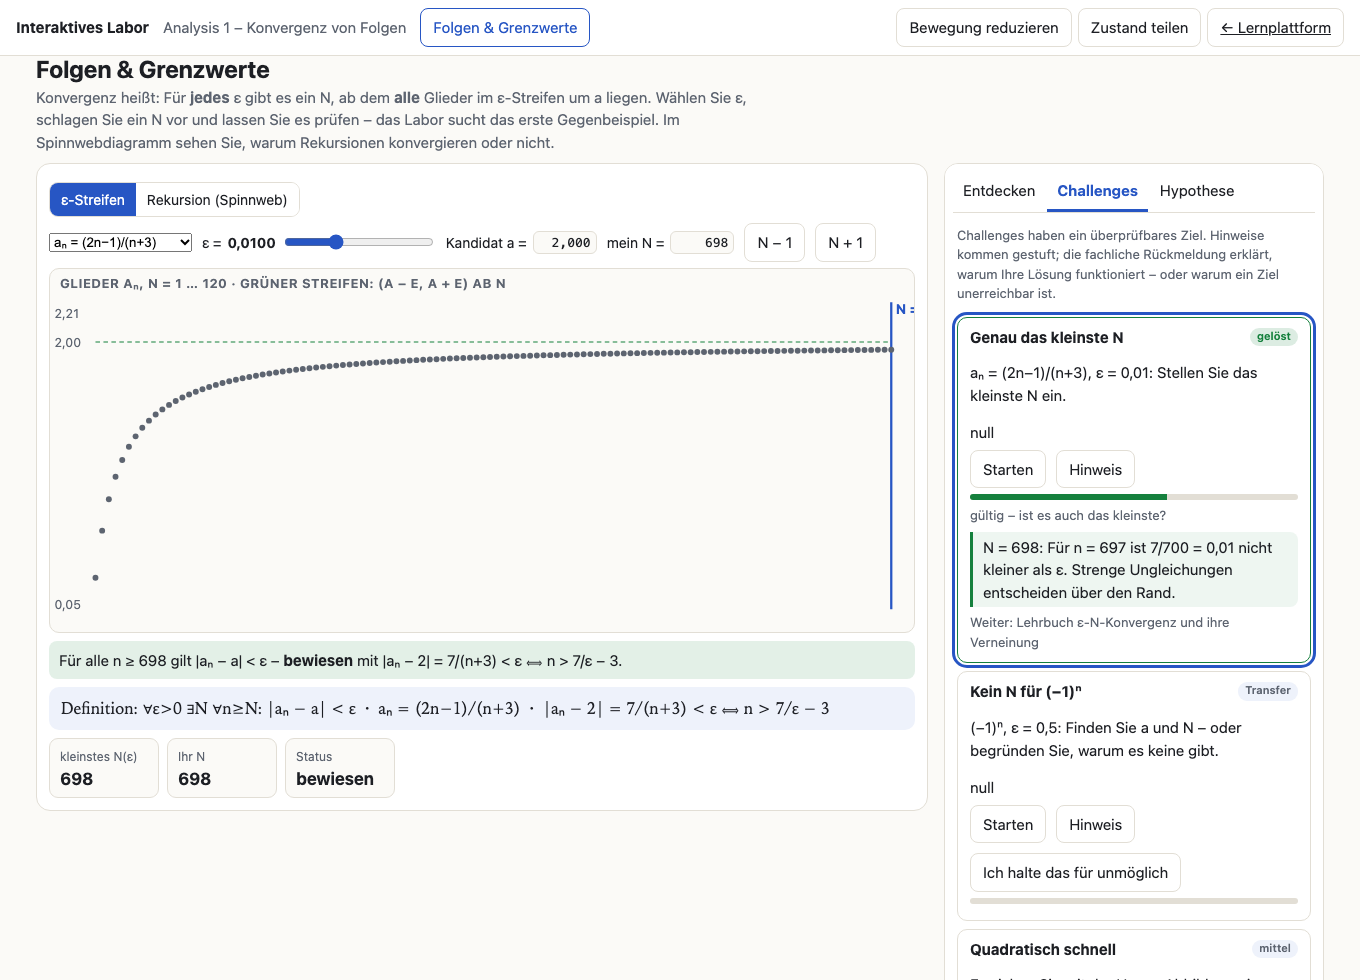 Interaktives Labor Analysis 1 – Konvergenz von Folgen Folgen & Grenzwerte Bewegung reduzieren Zustand teilen ← Lernplattform
Folgen & Grenzwerte
Konvergenz heißt: Für jedes ε gibt es ein N, ab dem alle Glieder im ε-Streifen um a liegen. Wählen Sie ε,
schlagen Sie ein N vor und lassen Sie es prüfen – das Labor sucht das erste Gegenbeispiel. Im
Spinnwebdiagramm sehen Sie, warum Rekursionen konvergieren oder nicht.
ε-Streifen Rekursion (Spinnweb)
aₙ = (2n−1)/(n+3) ε = 0,0100 Kandidat a = 2,000 mein N = 698 N − 1 N + 1
GLIEDER Aₙ, N = 1 … 120 · GRÜNER STREIFEN: (A − E, A + E) AB N
2,21
2,00
N =
0,05
Für alle n ≥ 698 gilt |aₙ − a| < ε – bewiesen mit |aₙ − 2| = 7/(n+3) < ε ⟺ n > 7/ε − 3.
Definition: ∀ε>0 ∃N ∀n≥N: |aₙ − a| < ε · aₙ = (2n−1)/(n+3) · |aₙ − 2| = 7/(n+3) < ε ⟺ n > 7/ε − 3
kleinstes N(ε)
698
Ihr N
698
Status
bewiesen
Entdecken Challenges Hypothese
Challenges haben ein überprüfbares Ziel. Hinweise
kommen gestuft; die fachliche Rückmeldung erklärt,
warum Ihre Lösung funktioniert – oder warum ein Ziel
unerreichbar ist.
Genau das kleinste N gelöst
aₙ = (2n−1)/(n+3), ε = 0,01: Stellen Sie das
kleinste N ein.
null
Starten Hinweis
gültig – ist es auch das kleinste?
N = 698: Für n = 697 ist 7/700 = 0,01 nicht
kleiner als ε. Strenge Ungleichungen
entscheiden über den Rand.
Weiter: Lehrbuch ε-N-Konvergenz und ihre
Verneinung
Kein N für (−1)ⁿ Transfer
(−1)ⁿ, ε = 0,5: Finden Sie a und N – oder
begründen Sie, warum es keine gibt.
null
Starten Hinweis
Ich halte das für unmöglich
Quadratisch schnell mittel